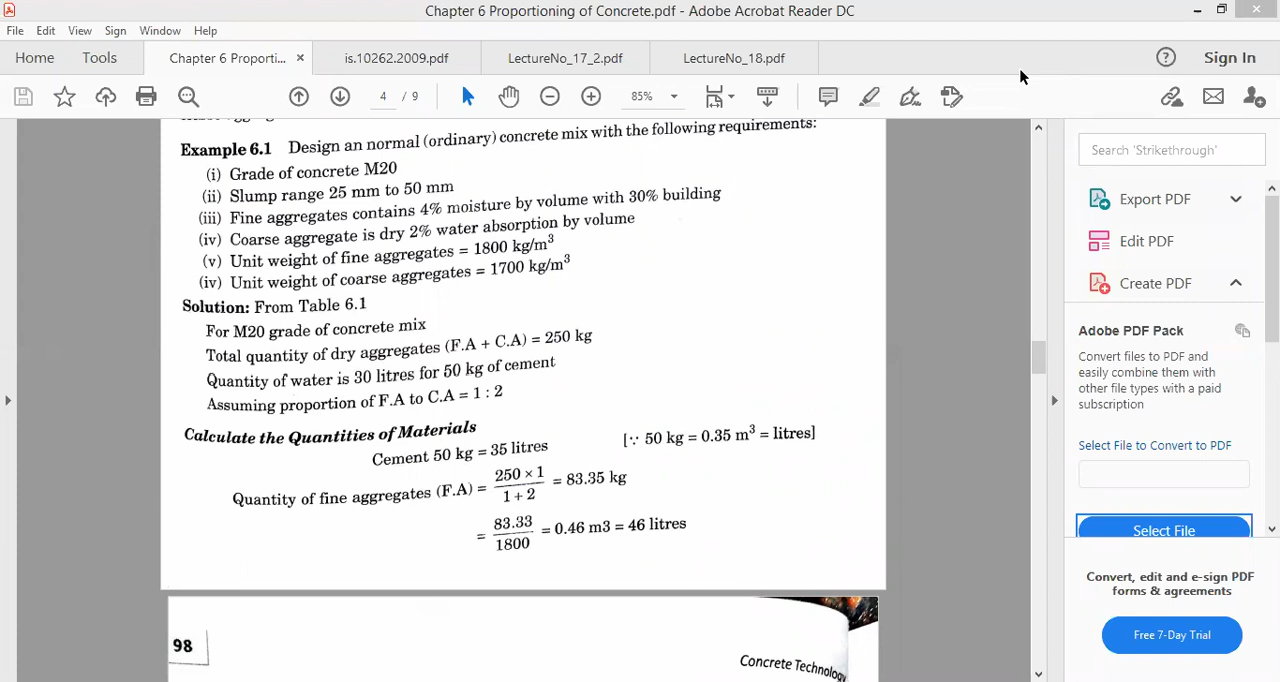 Chapter 6 Proportioning of Concrete.pdf - Adobe Acrobat Reader DC
File Edit View Sign Window Help
Home Tools Chapter 6 Proporti... × is.10262.2009.pdf LectureNo_17_2.pdf LectureNo_18.pdf ? Sign In
4 / 9 85%
Example 6.1 Design an normal (ordinary) concrete mix with the following requirements:
(i) Grade of concrete M20
(ii) Slump range 25 mm to 50 mm
(iii) Fine aggregates contains 4% moisture by volume with 30% building
(iv) Coarse aggregate is dry 2% water absorption by volume
(v) Unit weight of fine aggregates = 1800 kg/m³
(iv) Unit weight of coarse aggregates = 1700 kg/m³
Solution: From Table 6.1
For M20 grade of concrete mix
Total quantity of dry aggregates (F.A + C.A) = 250 kg
Quantity of water is 30 litres for 50 kg of cement
Assuming proportion of F.A to C.A = 1 : 2
Calculate the Quantities of Materials
Cement 50 kg = 35 litres [∵ 50 kg = 0.35 m³ = litres]
Quantity of fine aggregates (F.A) = 250 × 1 / 1 + 2 = 83.35 kg
= 83.33 / 1800 = 0.46 m3 = 46 litres
98
Concrete Technology
Search 'Strikethrough'
Export PDF
Edit PDF
Create PDF
Adobe PDF Pack
Convert files to PDF and
easily combine them with
other file types with a paid
subscription
Select File to Convert to PDF
Select File
Convert, edit and e-sign PDF
forms & agreements
Free 7-Day Trial